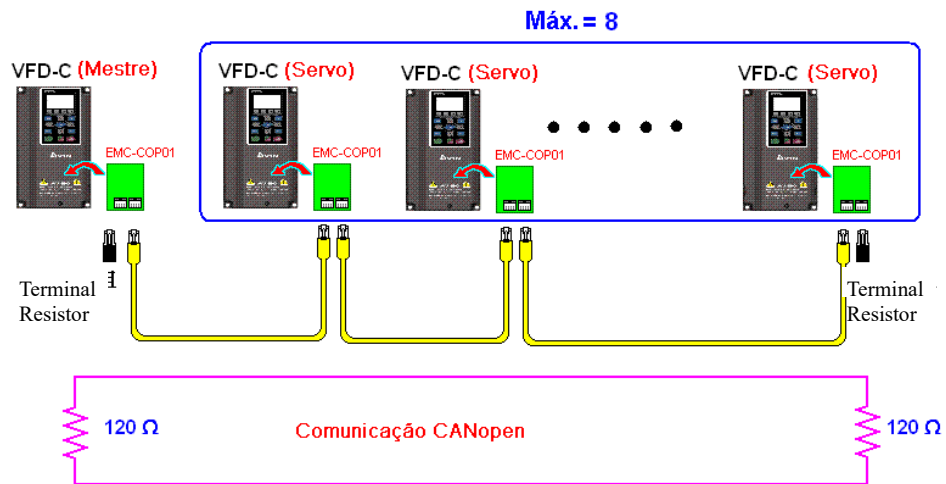 Máx. = 8
VFD-C (Mestre)
VFD-C (Servo)
VFD-C (Servo)
VFD-C (Servo)
EMC-COP01
EMC-COP01
EMC-COP01
EMC-COP01
Terminal
Resistor
Terminal
Resistor
120 Ω
Comunicação CANopen
120 Ω